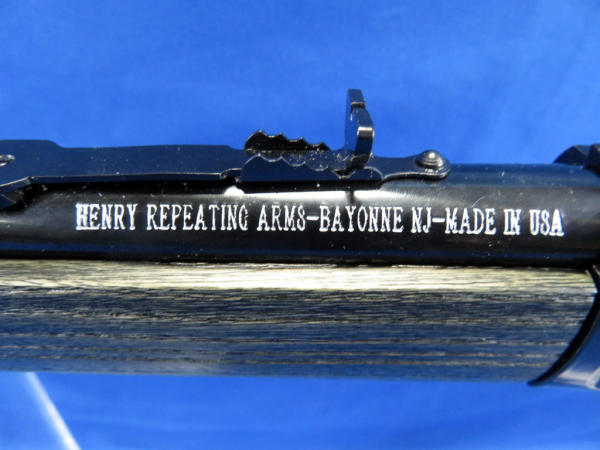 HENRY REPEATING ARMS-BAYONNE NJ-MADE IN USA